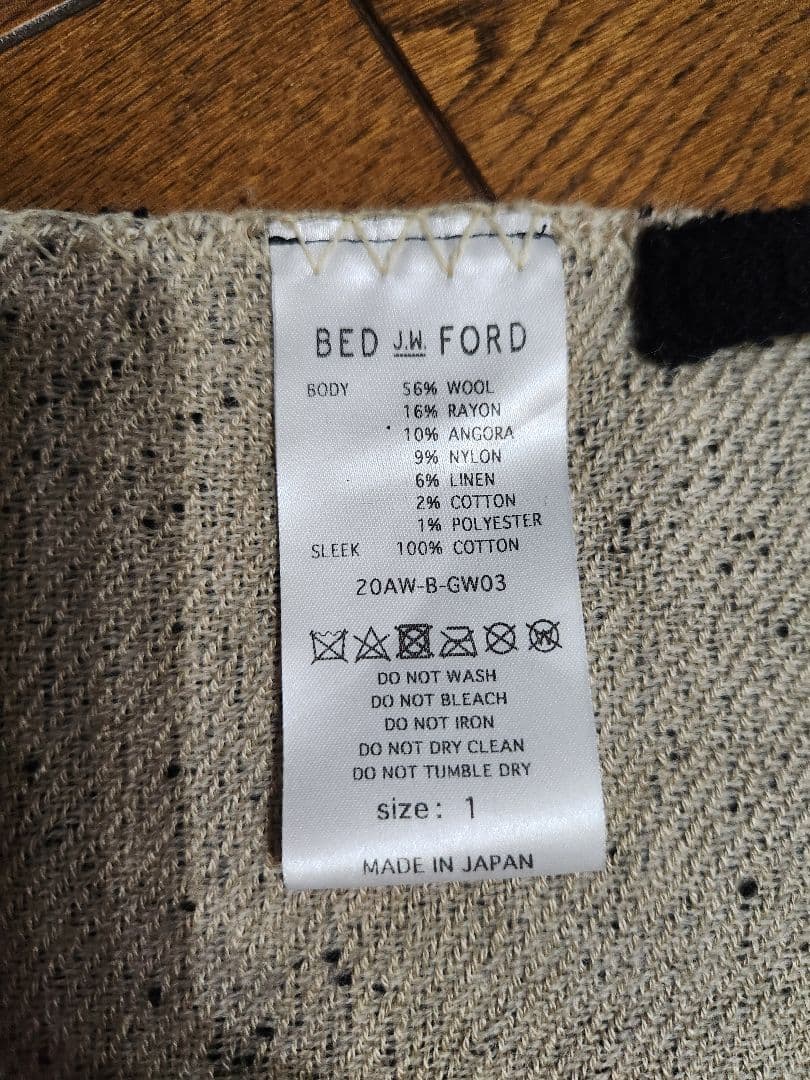 BED J.W. FORD
BODY 56% WOOL
16% RAYON
10% ANGORA
9% NYLON
6% LINEN
2% COTTON
1% POLYESTER
SLEEK 100% COTTON
20AW-B-GW03
DO NOT WASH
DO NOT BLEACH
DO NOT IRON
DO NOT DRY CLEAN
DO NOT TUMBLE DRY
size: 1
MADE IN JAPAN